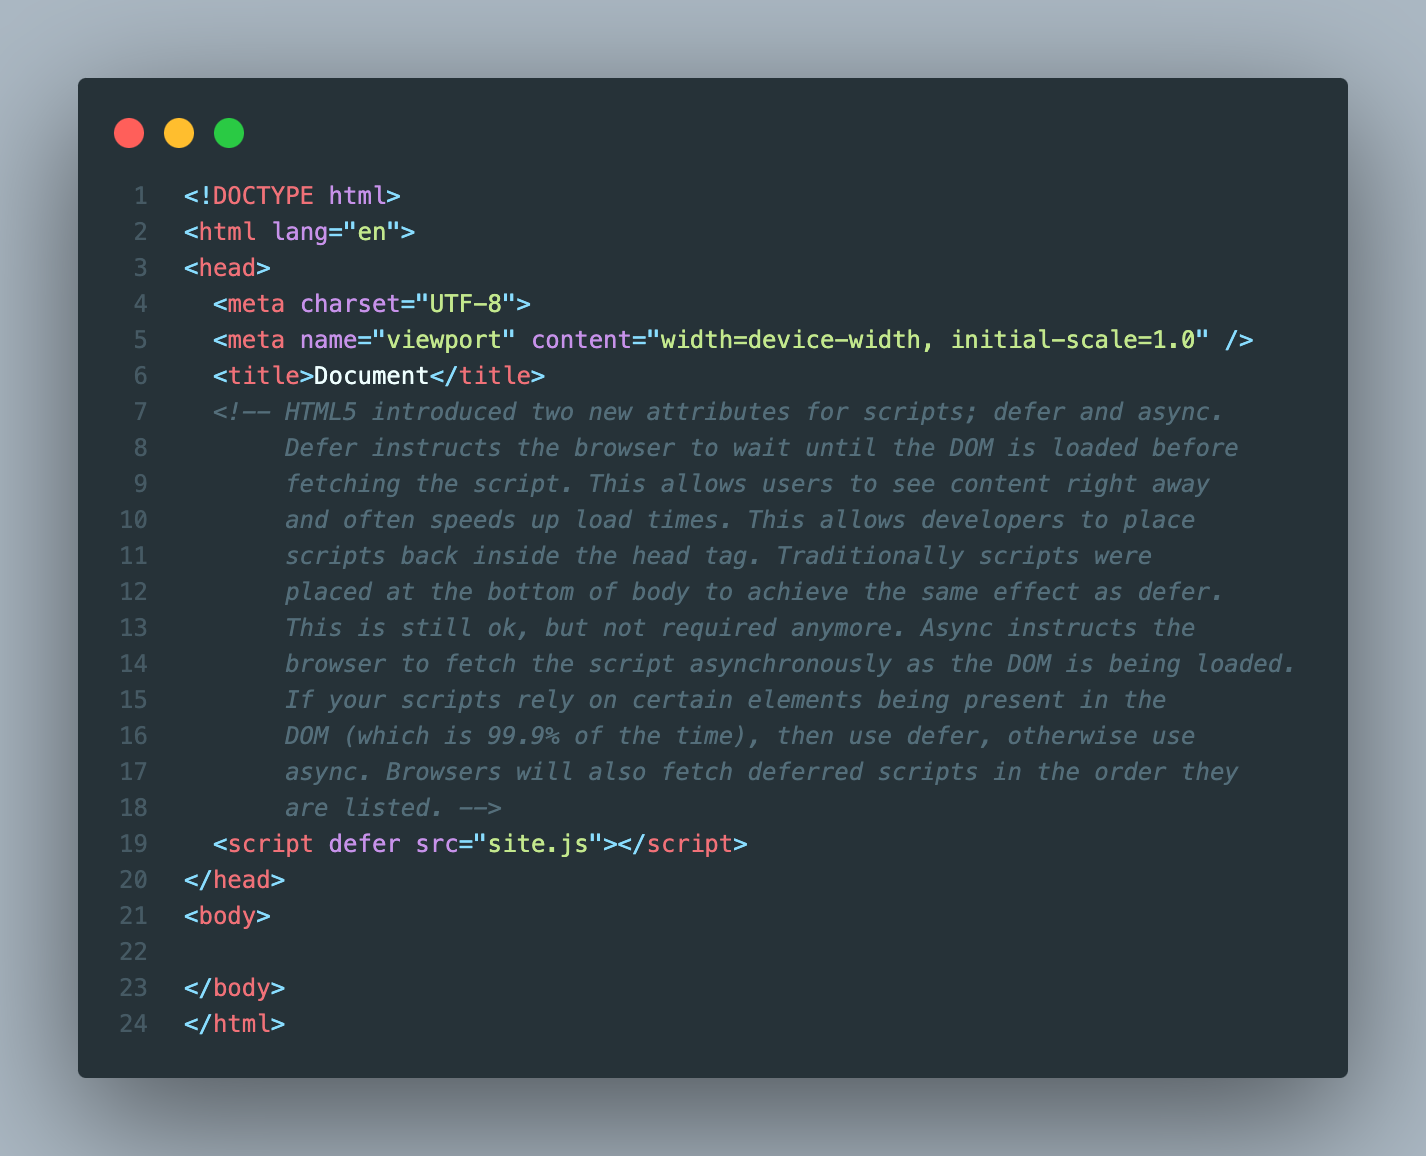 1 <!DOCTYPE html>
2 <html lang="en">
3 <head>
4   <meta charset="UTF-8">
5   <meta name="viewport" content="width=device-width, initial-scale=1.0" />
6   <title>Document</title>
7   <!-- HTML5 introduced two new attributes for scripts; defer and async.
8        Defer instructs the browser to wait until the DOM is loaded before
9        fetching the script. This allows users to see content right away
10        and often speeds up load times. This allows developers to place
11        scripts back inside the head tag. Traditionally scripts were
12        placed at the bottom of body to achieve the same effect as defer.
13        This is still ok, but not required anymore. Async instructs the
14        browser to fetch the script asynchronously as the DOM is being loaded.
15        If your scripts rely on certain elements being present in the
16        DOM (which is 99.9% of the time), then use defer, otherwise use
17        async. Browsers will also fetch deferred scripts in the order they
18        are listed. -->
19   <script defer src="site.js"></script>
20 </head>
21 <body>
22
23 </body>
24 </html>